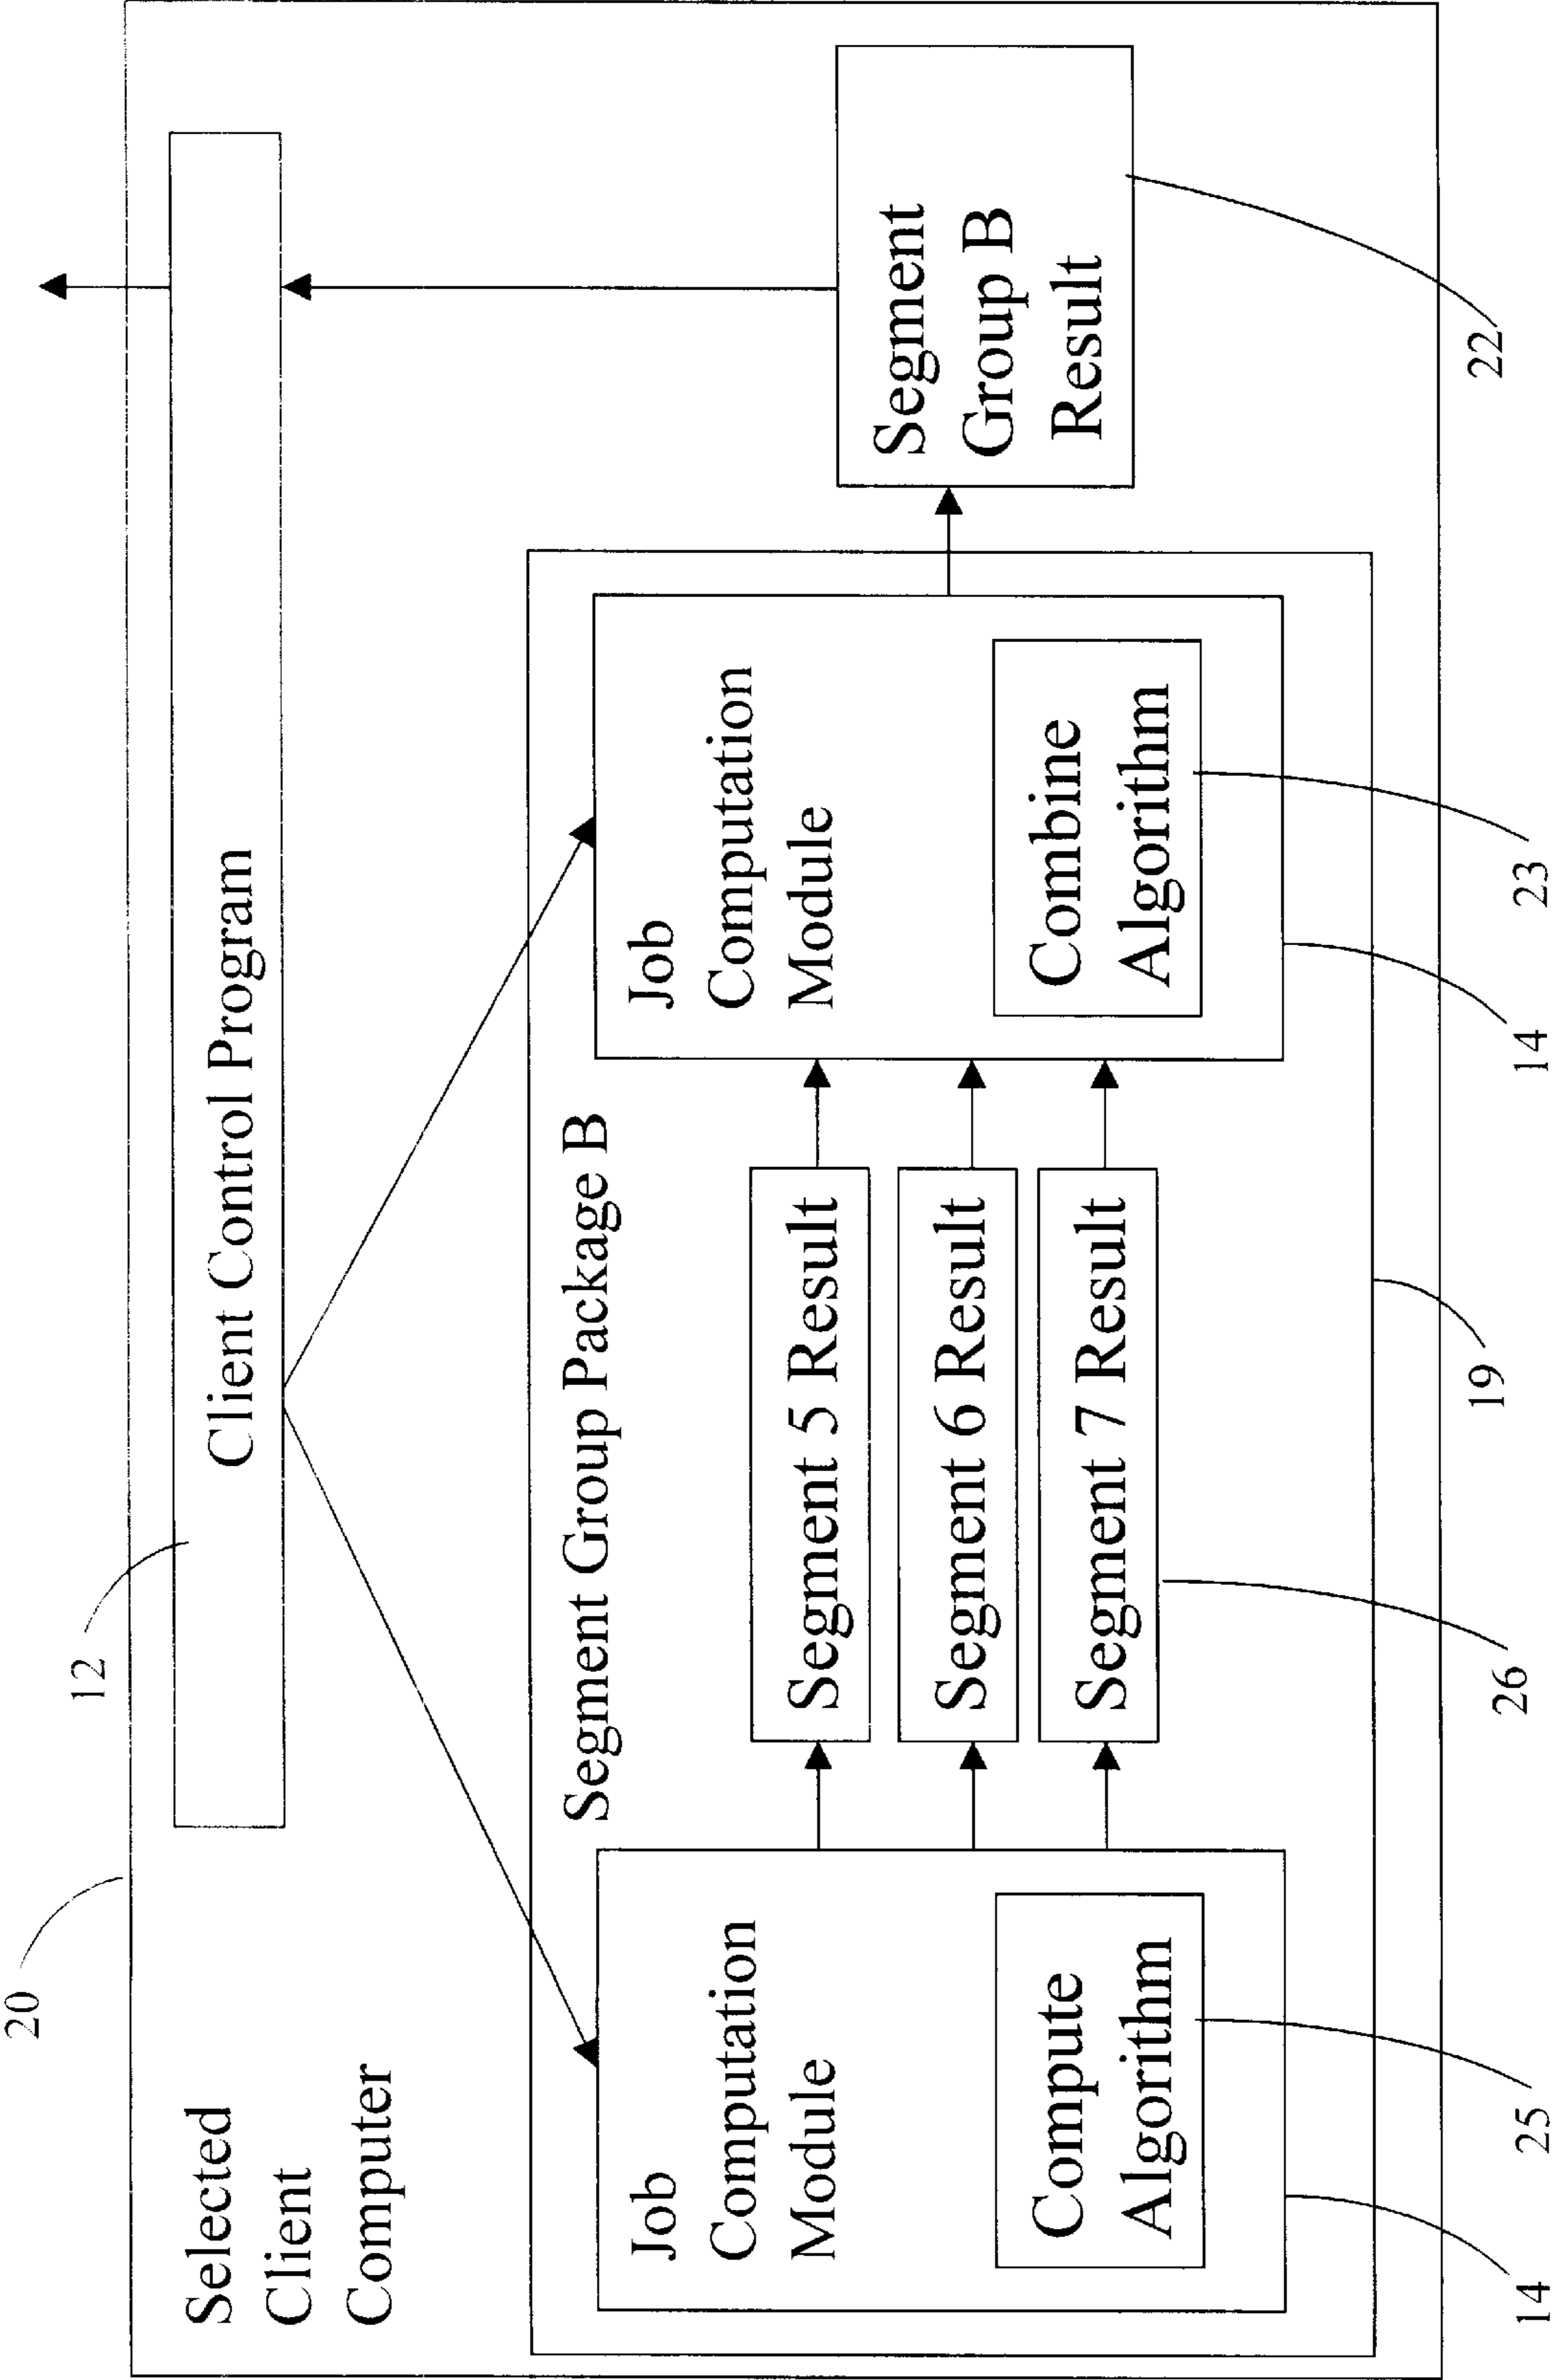 20
12
Selected
Client
Computer
Client Control Program
Segment Group Package B
Job
Computation
Module
Compute
Algorithm
Segment 5 Result
Segment 6 Result
Segment 7 Result
Job
Computation
Module
Combine
Algorithm
Segment
Group B
Result
14
25
26
19
14
23
22